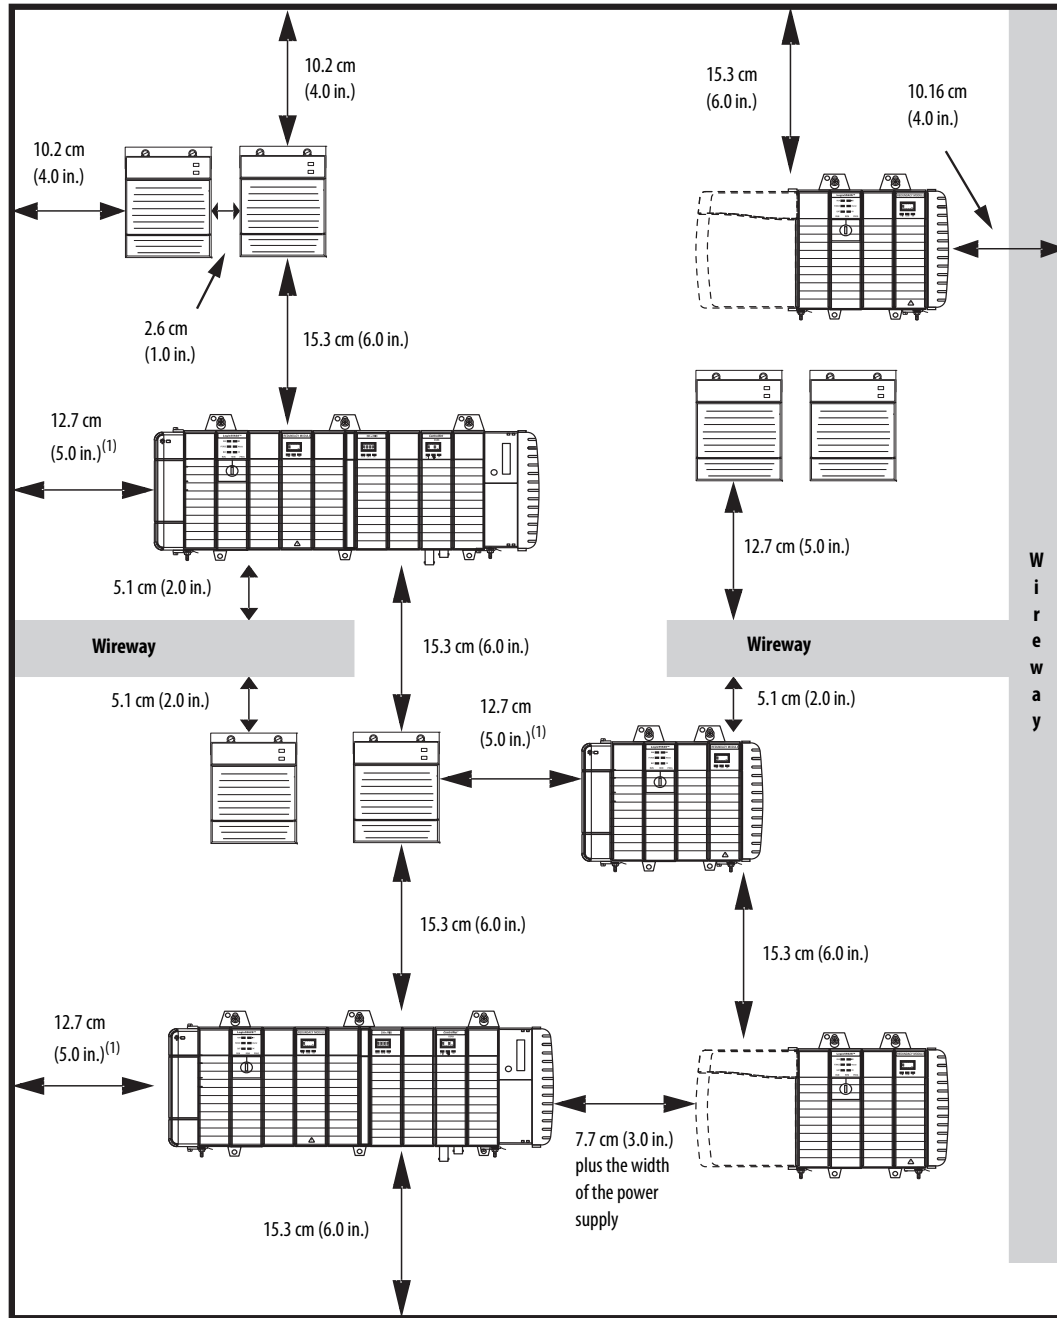 10.2 cm
(4.0 in.)
15.3 cm
(6.0 in.)
10.16 cm
(4.0 in.)
10.2 cm
(4.0 in.)
2.6 cm
(1.0 in.)
15.3 cm (6.0 in.)
12.7 cm
(5.0 in.)(1)
12.7 cm (5.0 in.)
5.1 cm (2.0 in.)
Wireway
15.3 cm (6.0 in.)
Wireway
Wireway
5.1 cm (2.0 in.)
12.7 cm
(5.0 in.)(1)
5.1 cm (2.0 in.)
15.3 cm (6.0 in.)
15.3 cm (6.0 in.)
12.7 cm
(5.0 in.)(1)
7.7 cm (3.0 in.)
plus the width
of the power
supply
15.3 cm (6.0 in.)